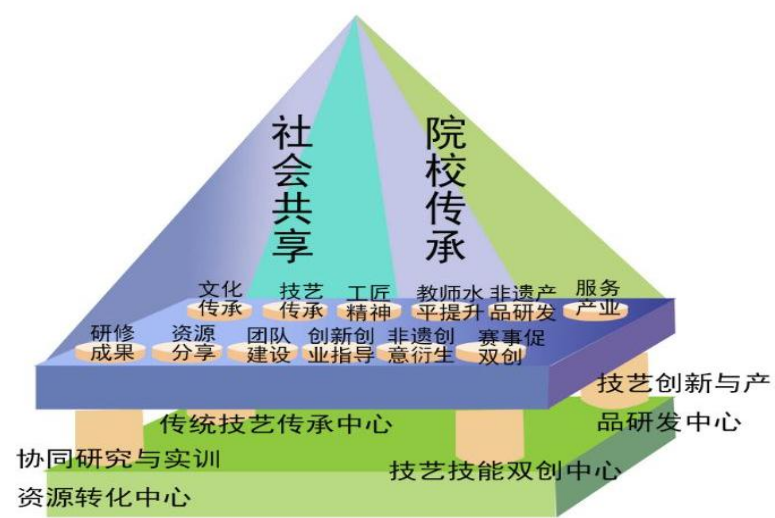 社会共享
院校传承
文化
传承
技艺
传承
工匠
精神
教师水
平提升
非遗产
品研发
服务
产业
研修
成果
资源
分享
团队
建设
创新创
业指导
非遗创
意衍生
赛事促
双创
传统技艺传承中心
技艺创新与产
品研发中心
协同研究与实训
资源转化中心
技艺技能双创中心